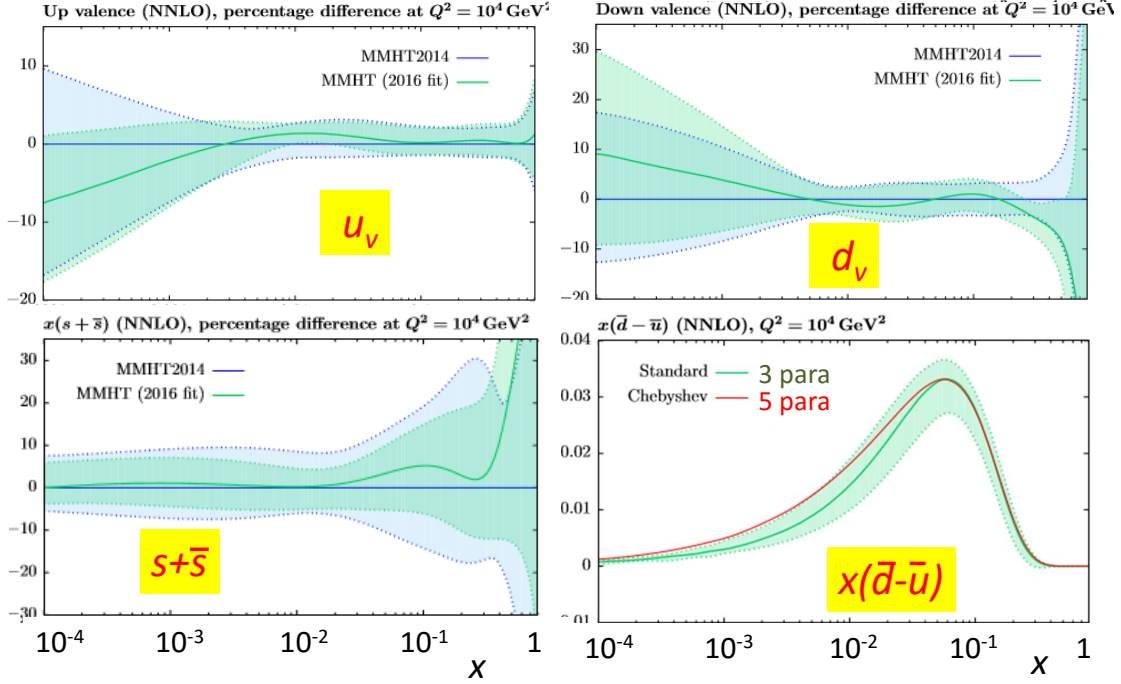 Up valence (NNLO), percentage difference at Q² = 10⁴ GeV²
MMHT2014
MMHT (2016 fit)
10
0
−10
−20
u_v
Down valence (NNLO), percentage difference at Q² = 10⁴ GeV
MMHT2014
MMHT (2016 fit)
30
20
10
0
−10
−20
d_v
x(s + s̅) (NNLO), percentage difference at Q² = 10⁴ GeV²
MMHT2014
MMHT (2016 fit)
30
20
10
0
−10
−20
−30
s+s̅
10⁻⁴ 10⁻³ 10⁻² 10⁻¹ 1
x
x(d̅ − u̅) (NNLO), Q² = 10⁴ GeV²
Standard 3 para
Chebyshev 5 para
0.04
0.03
0.02
0.01
0
.01
x(d̅-u̅)
10⁻⁴ 10⁻³ 10⁻² 10⁻¹ 1
x